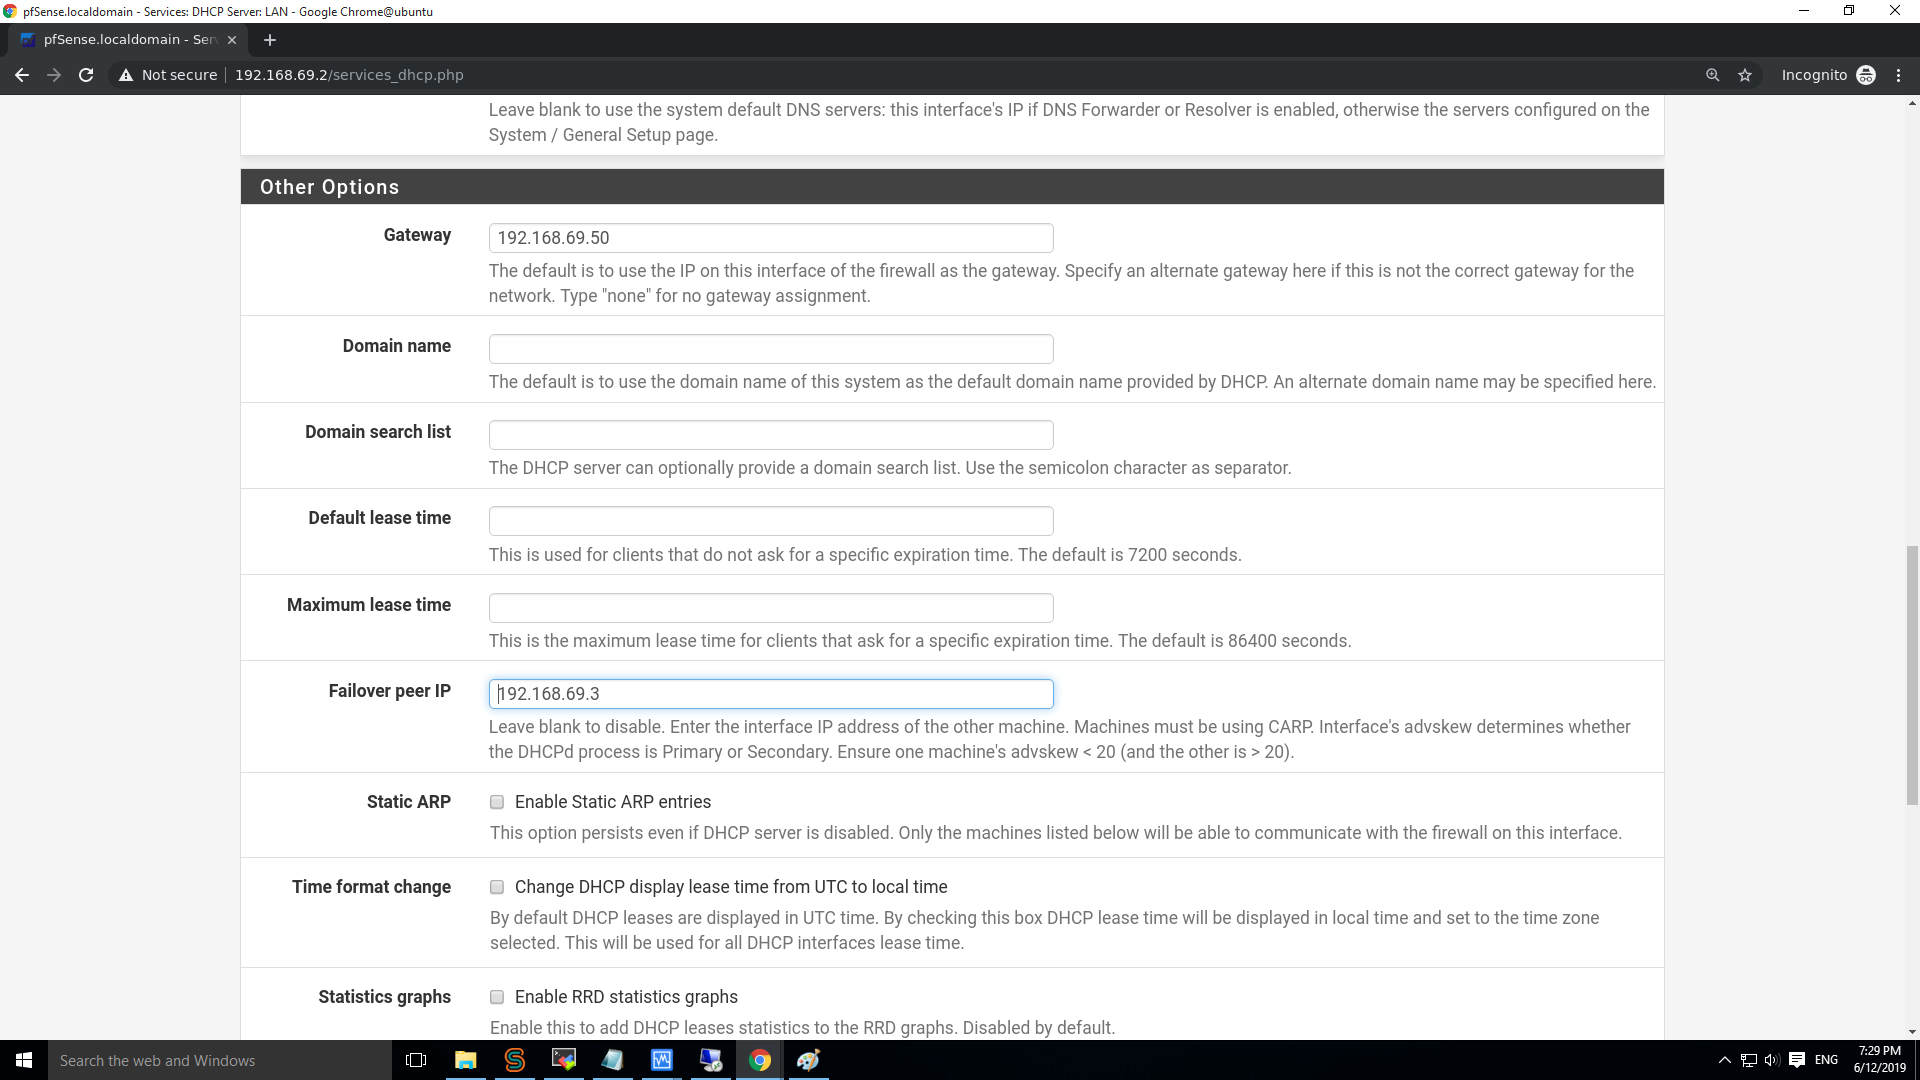 pfSense.localdomain - Services: DHCP Server: LAN - Google Chrome@ubuntu
pfSense.localdomain - Ser
Not secure
192.168.69.2/services_dhcp.php
Incognito
Leave blank to use the system default DNS servers: this interface's IP if DNS Forwarder or Resolver is enabled, otherwise the servers configured on the
System / General Setup page.
Other Options
Gateway
192.168.69.50
The default is to use the IP on this interface of the firewall as the gateway. Specify an alternate gateway here if this is not the correct gateway for the
network. Type "none" for no gateway assignment.
Domain name
The default is to use the domain name of this system as the default domain name provided by DHCP. An alternate domain name may be specified here.
Domain search list
The DHCP server can optionally provide a domain search list. Use the semicolon character as separator.
Default lease time
This is used for clients that do not ask for a specific expiration time. The default is 7200 seconds.
Maximum lease time
This is the maximum lease time for clients that ask for a specific expiration time. The default is 86400 seconds.
Failover peer IP
192.168.69.3
Leave blank to disable. Enter the interface IP address of the other machine. Machines must be using CARP. Interface's advskew determines whether
the DHCPd process is Primary or Secondary. Ensure one machine's advskew < 20 (and the other is > 20).
Static ARP
Enable Static ARP entries
This option persists even if DHCP server is disabled. Only the machines listed below will be able to communicate with the firewall on this interface.
Time format change
Change DHCP display lease time from UTC to local time
By default DHCP leases are displayed in UTC time. By checking this box DHCP lease time will be displayed in local time and set to the time zone
selected. This will be used for all DHCP interfaces lease time.
Statistics graphs
Enable RRD statistics graphs
Enable this to add DHCP leases statistics to the RRD graphs. Disabled by default.
Search the web and Windows
ENG
7:29 PM
6/12/2019